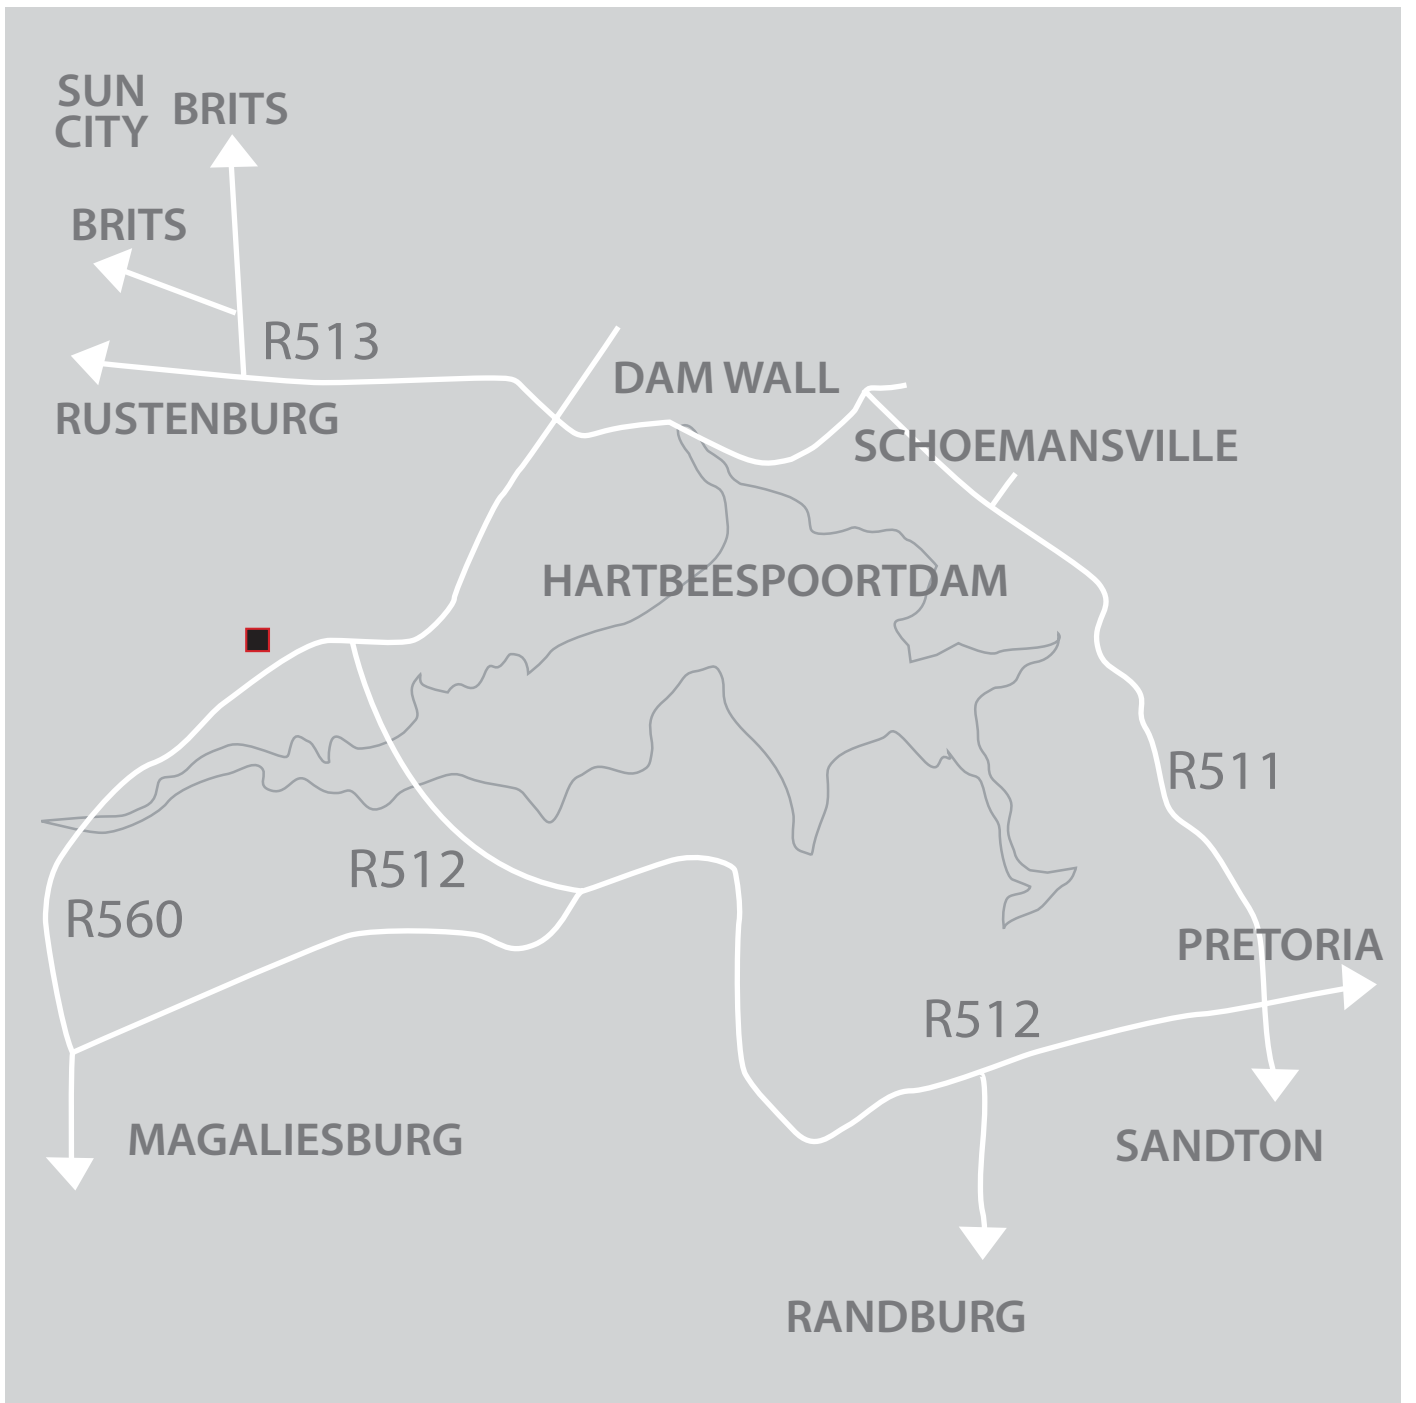 SUN
CITY
BRITS
BRITS
R513
RUSTENBURG
DAM WALL
SCHOEMANSVILLE
HARTBEESPOORTDAM
R511
R512
R560
PRETORIA
R512
MAGALIESBURG
SANDTON
RANDBURG